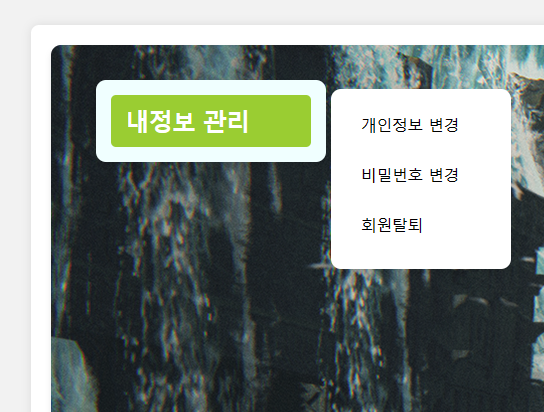 내정보 관리
개인정보 변경
비밀번호 변경
회원탈퇴